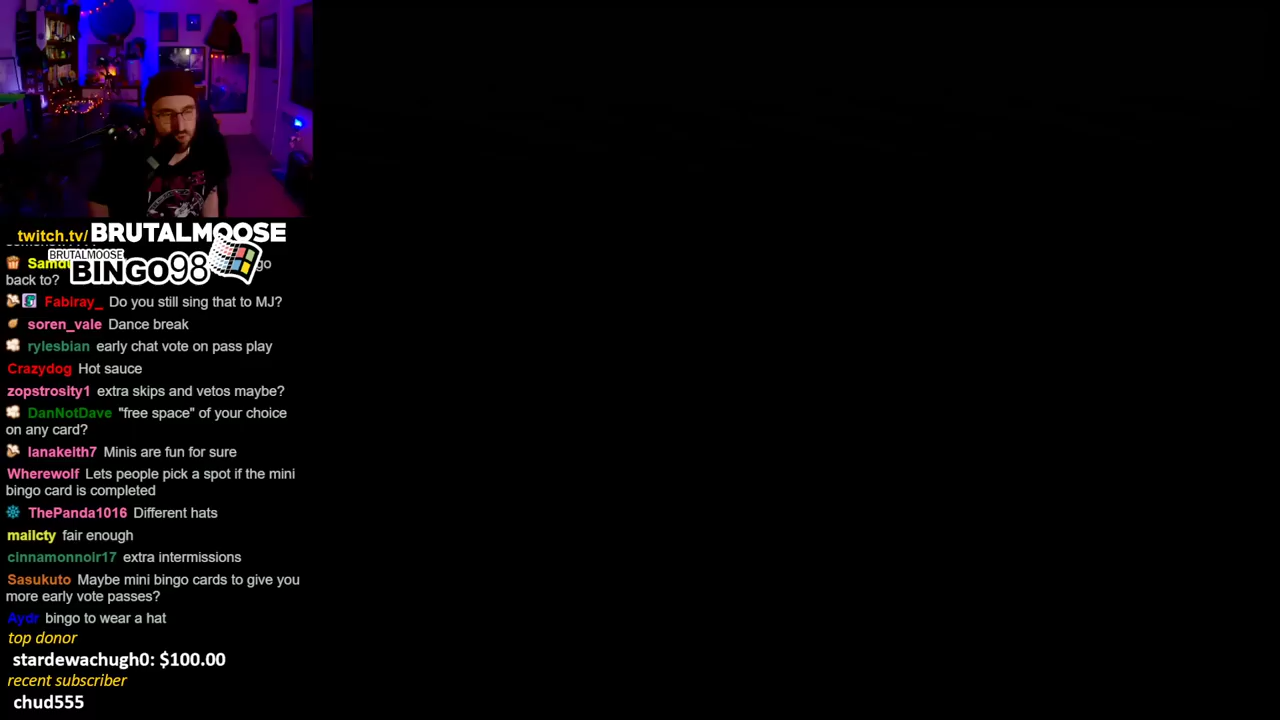 twitch.tv/BRUTALMOOSE
BRUTALMOOSE
BINGO98
go
back to?
Fabiray_ Do you still sing that to MJ?
soren_vale Dance break
rylesbian early chat vote on pass play
Crazydog Hot sauce
zopstrosity1 extra skips and vetos maybe?
DanNotDave "free space" of your choice
on any card?
lanakeith7 Minis are fun for sure
Wherewolf Lets people pick a spot if the mini
bingo card is completed
ThePanda1016 Different hats
mailcty fair enough
cinnamonnoir17 extra intermissions
Sasukuto Maybe mini bingo cards to give you
more early vote passes?
Aydr bingo to wear a hat
top donor
stardewachugh0: $100.00
recent subscriber
chud555